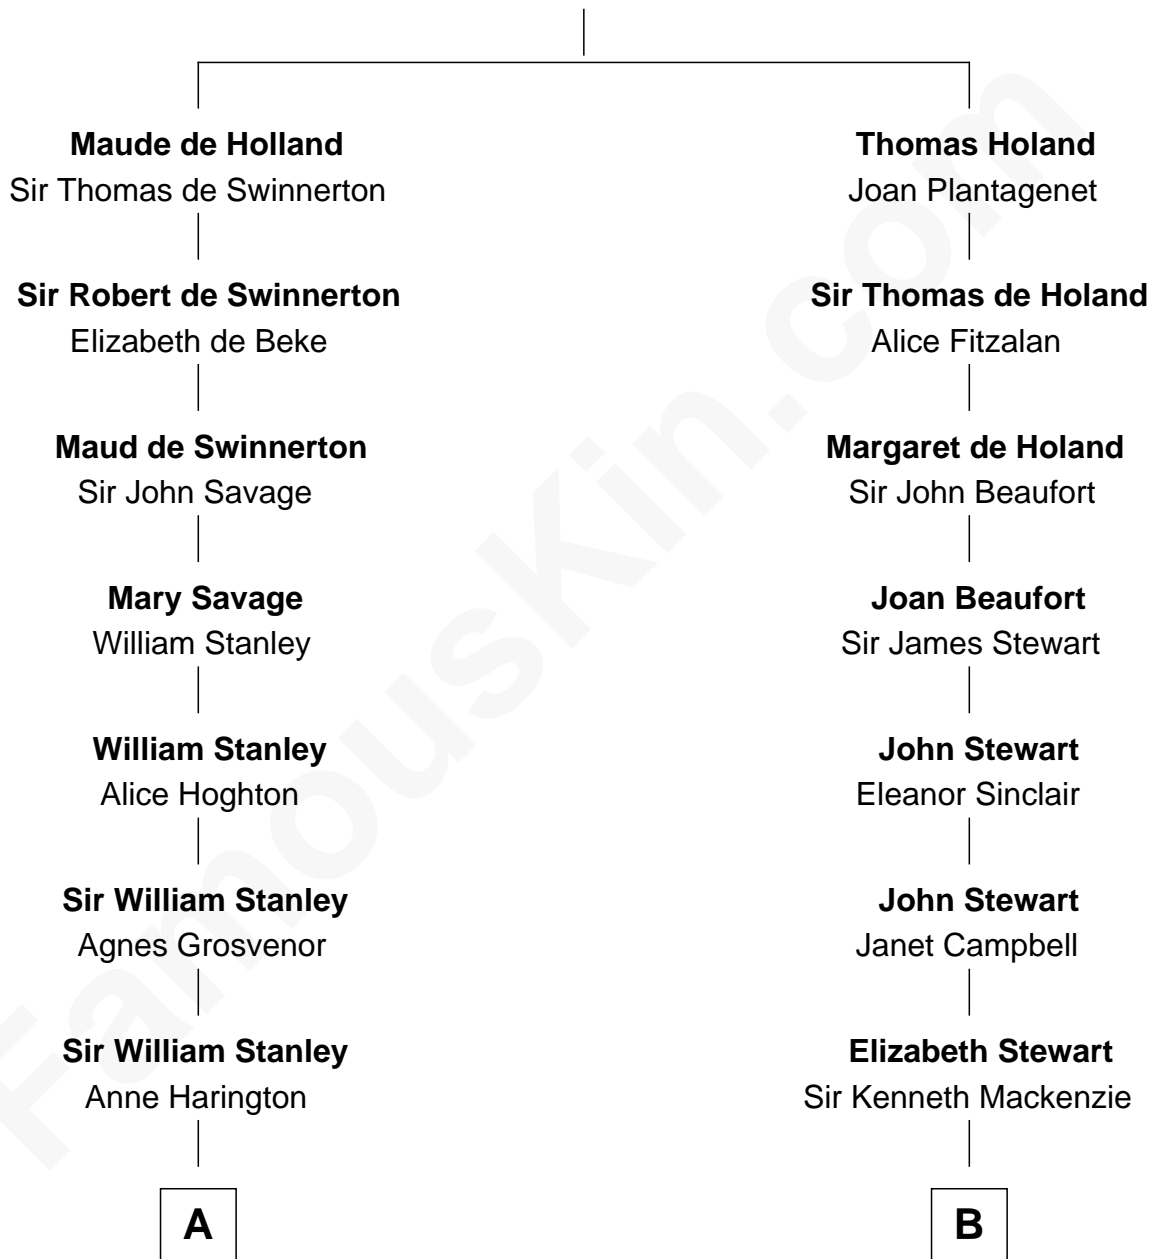 Maude de Holland
Sir Thomas de Swinnerton
Thomas Holand
Joan Plantagenet
Sir Robert de Swinnerton
Elizabeth de Beke
Sir Thomas de Holand
Alice Fitzalan
Maud de Swinnerton
Sir John Savage
Margaret de Holand
Sir John Beaufort
Mary Savage
William Stanley
Joan Beaufort
Sir James Stewart
William Stanley
Alice Hoghton
John Stewart
Eleanor Sinclair
Sir William Stanley
Agnes Grosvenor
John Stewart
Janet Campbell
Sir William Stanley
Anne Harington
Elizabeth Stewart
Sir Kenneth Mackenzie
A
B
FamousKin.com